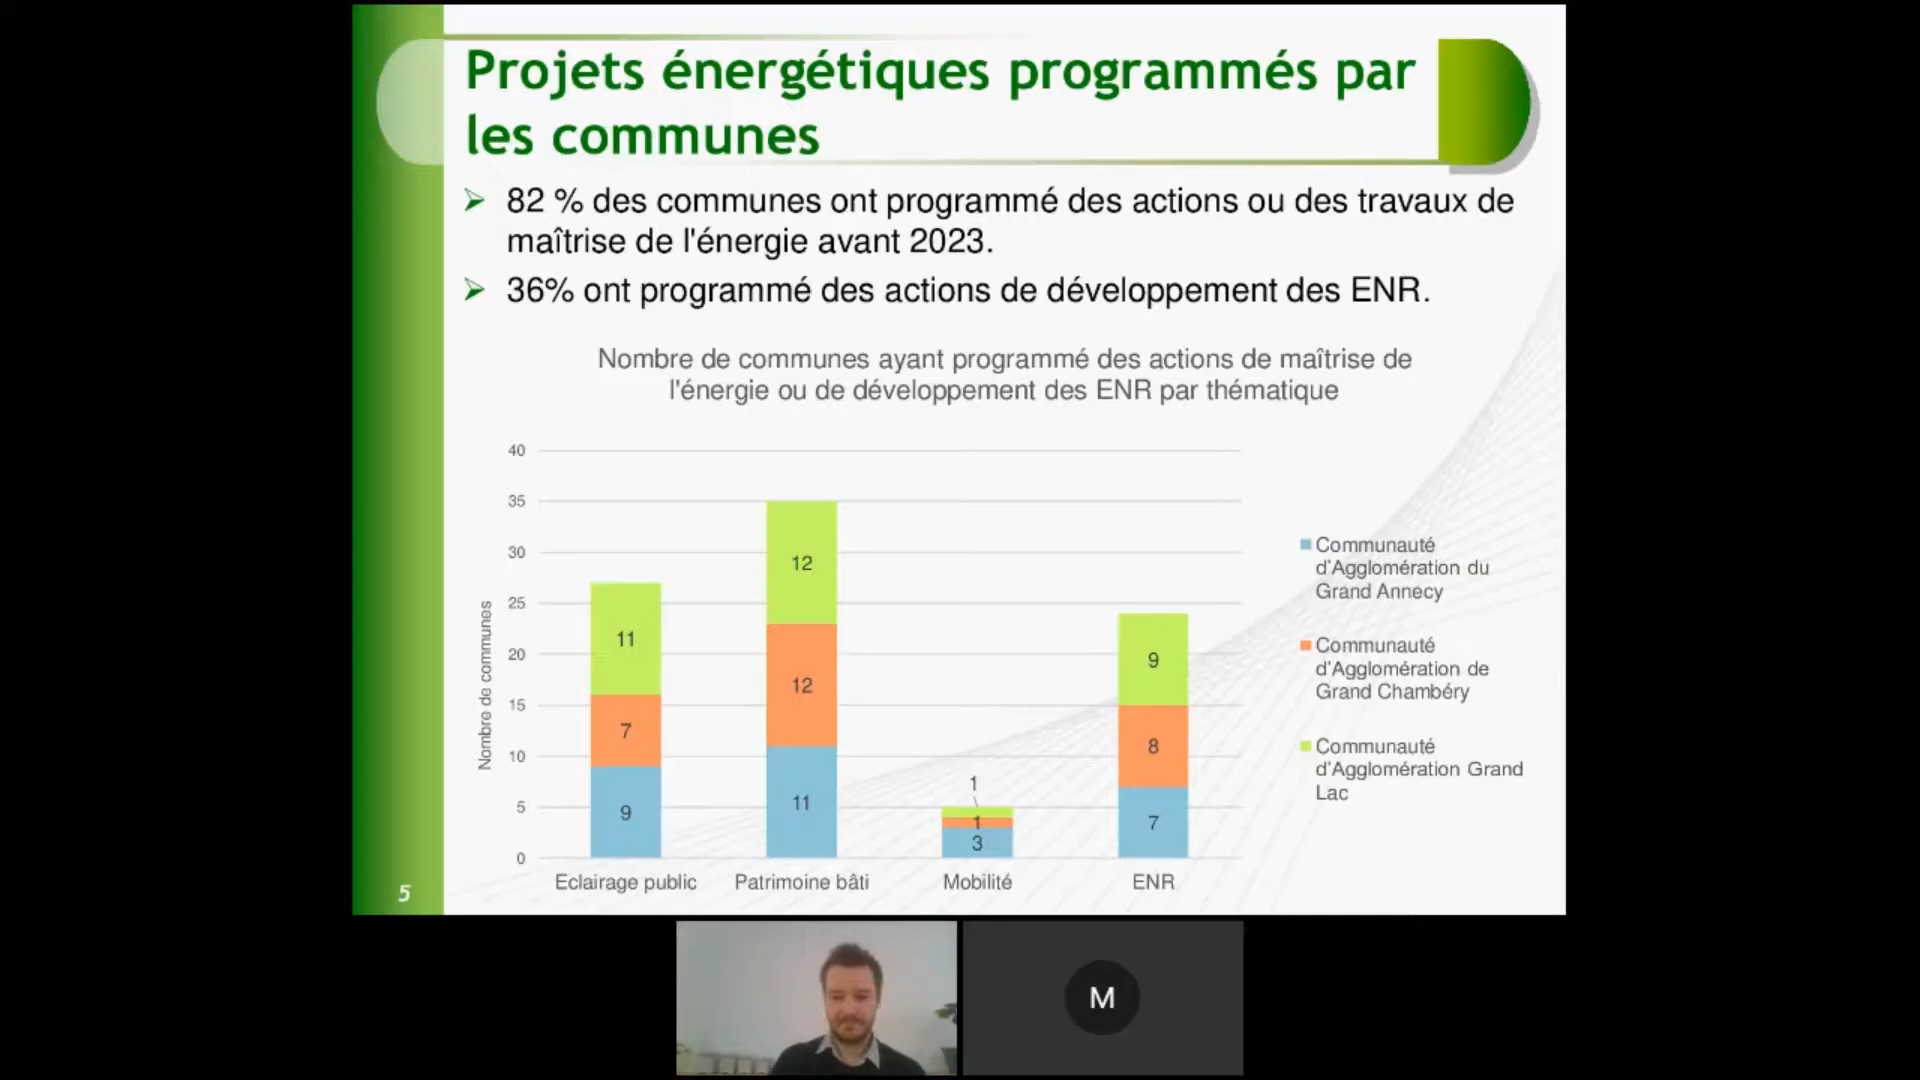 Projets énergétiques programmés par
les communes
82 % des communes ont programmé des actions ou des travaux de
maîtrise de l'énergie avant 2023.
36% ont programmé des actions de développement des ENR.
Nombre de communes ayant programmé des actions de maîtrise de
l'énergie ou de développement des ENR par thématique
Nombre de communes
40
35
30
25
20
15
10
5
0
11
7
9
12
12
11
1
1
3
9
8
7
Eclairage public
Patrimoine bâti
Mobilité
ENR
Communauté
d'Agglomération du
Grand Annecy
Communauté
d'Agglomération de
Grand Chambéry
Communauté
d'Agglomération Grand
Lac
5
M